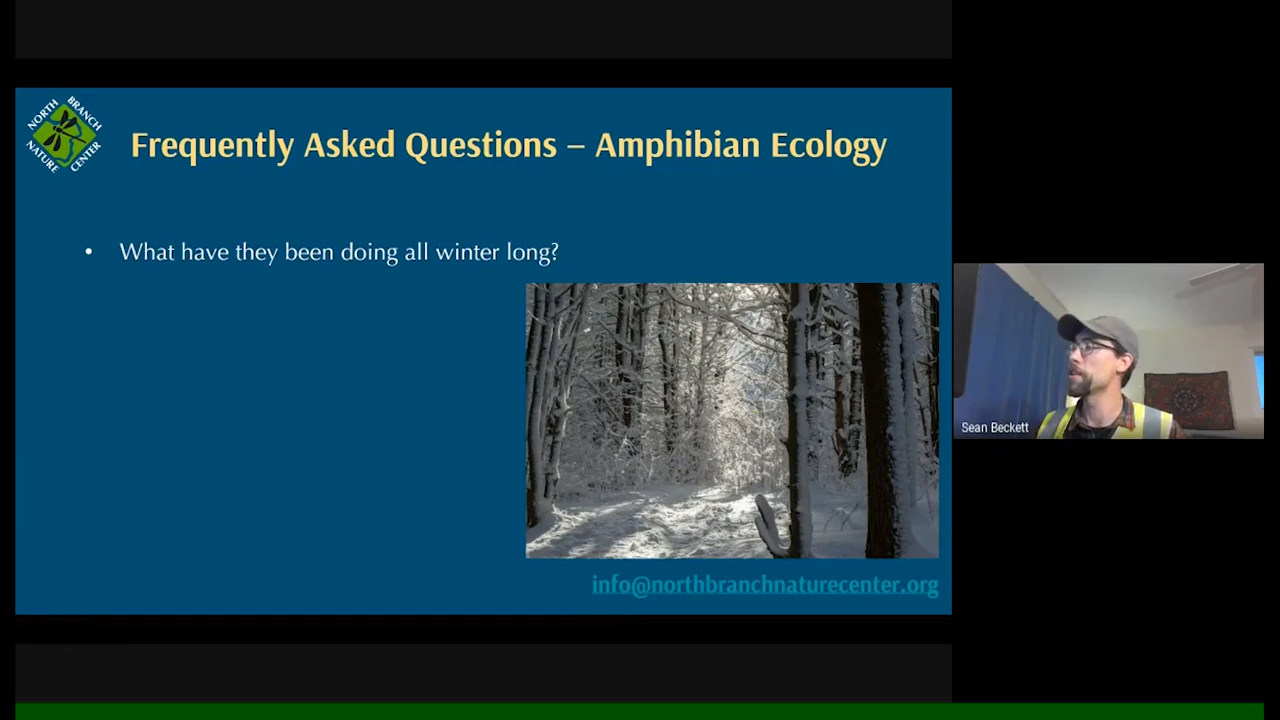 NORTH BRANCH
NATURE CENTER
Frequently Asked Questions – Amphibian Ecology
• What have they been doing all winter long?
Sean Beckett
info@northbranchnaturecenter.org